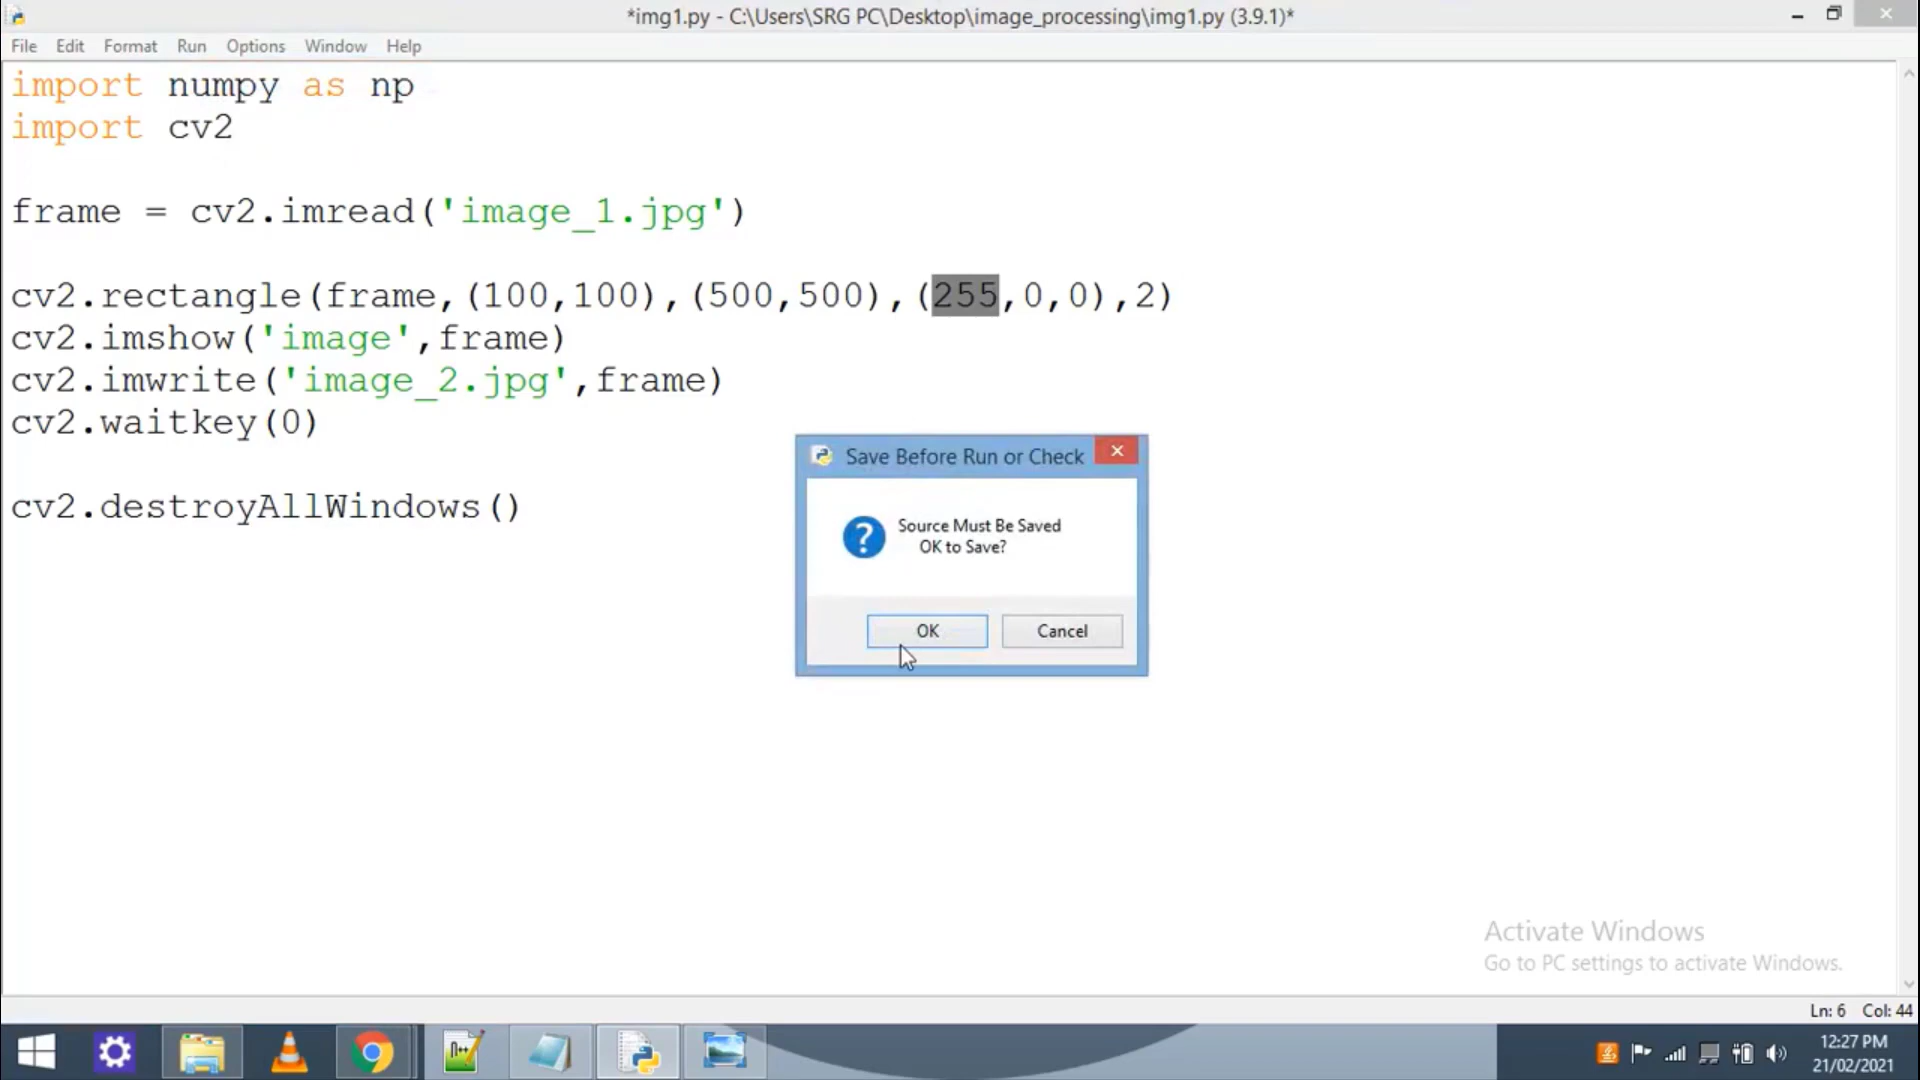 *img1.py - C:\Users\SRG PC\Desktop\image_processing\img1.py (3.9.1)*
File Edit Format Run Options Window Help
import numpy as np
import cv2
frame = cv2.imread('image_1.jpg')
cv2.rectangle(frame,(100,100),(500,500),(255,0,0),2)
cv2.imshow('image',frame)
cv2.imwrite('image_2.jpg',frame)
cv2.waitkey(0)
cv2.destroyAllWindows()
Save Before Run or Check
Source Must Be Saved
OK to Save?
OK Cancel
Activate Windows
Go to PC settings to activate Windows.
Ln: 6 Col: 44
12:27 PM
21/02/2021